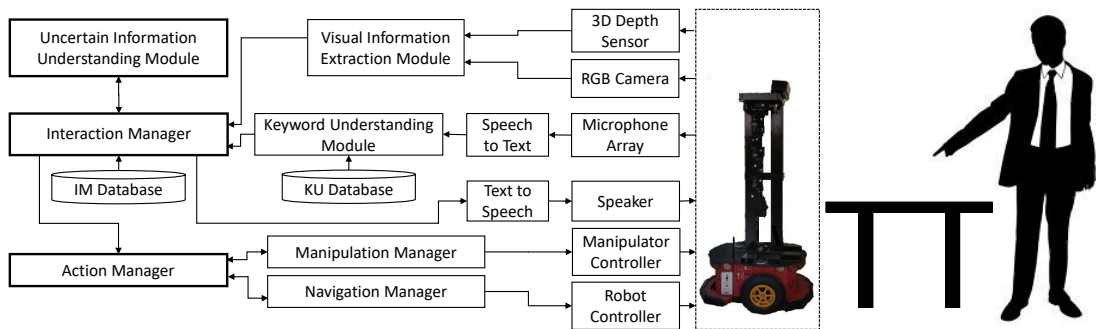 Uncertain Information
Understanding Module
Visual Information
Extraction Module
3D Depth
Sensor
RGB Camera
Interaction Manager
Keyword Understanding
Module
Speech
to Text
Microphone
Array
IM Database
KU Database
Text to
Speech
Speaker
Action Manager
Manipulation Manager
Manipulator
Controller
Navigation Manager
Robot
Controller